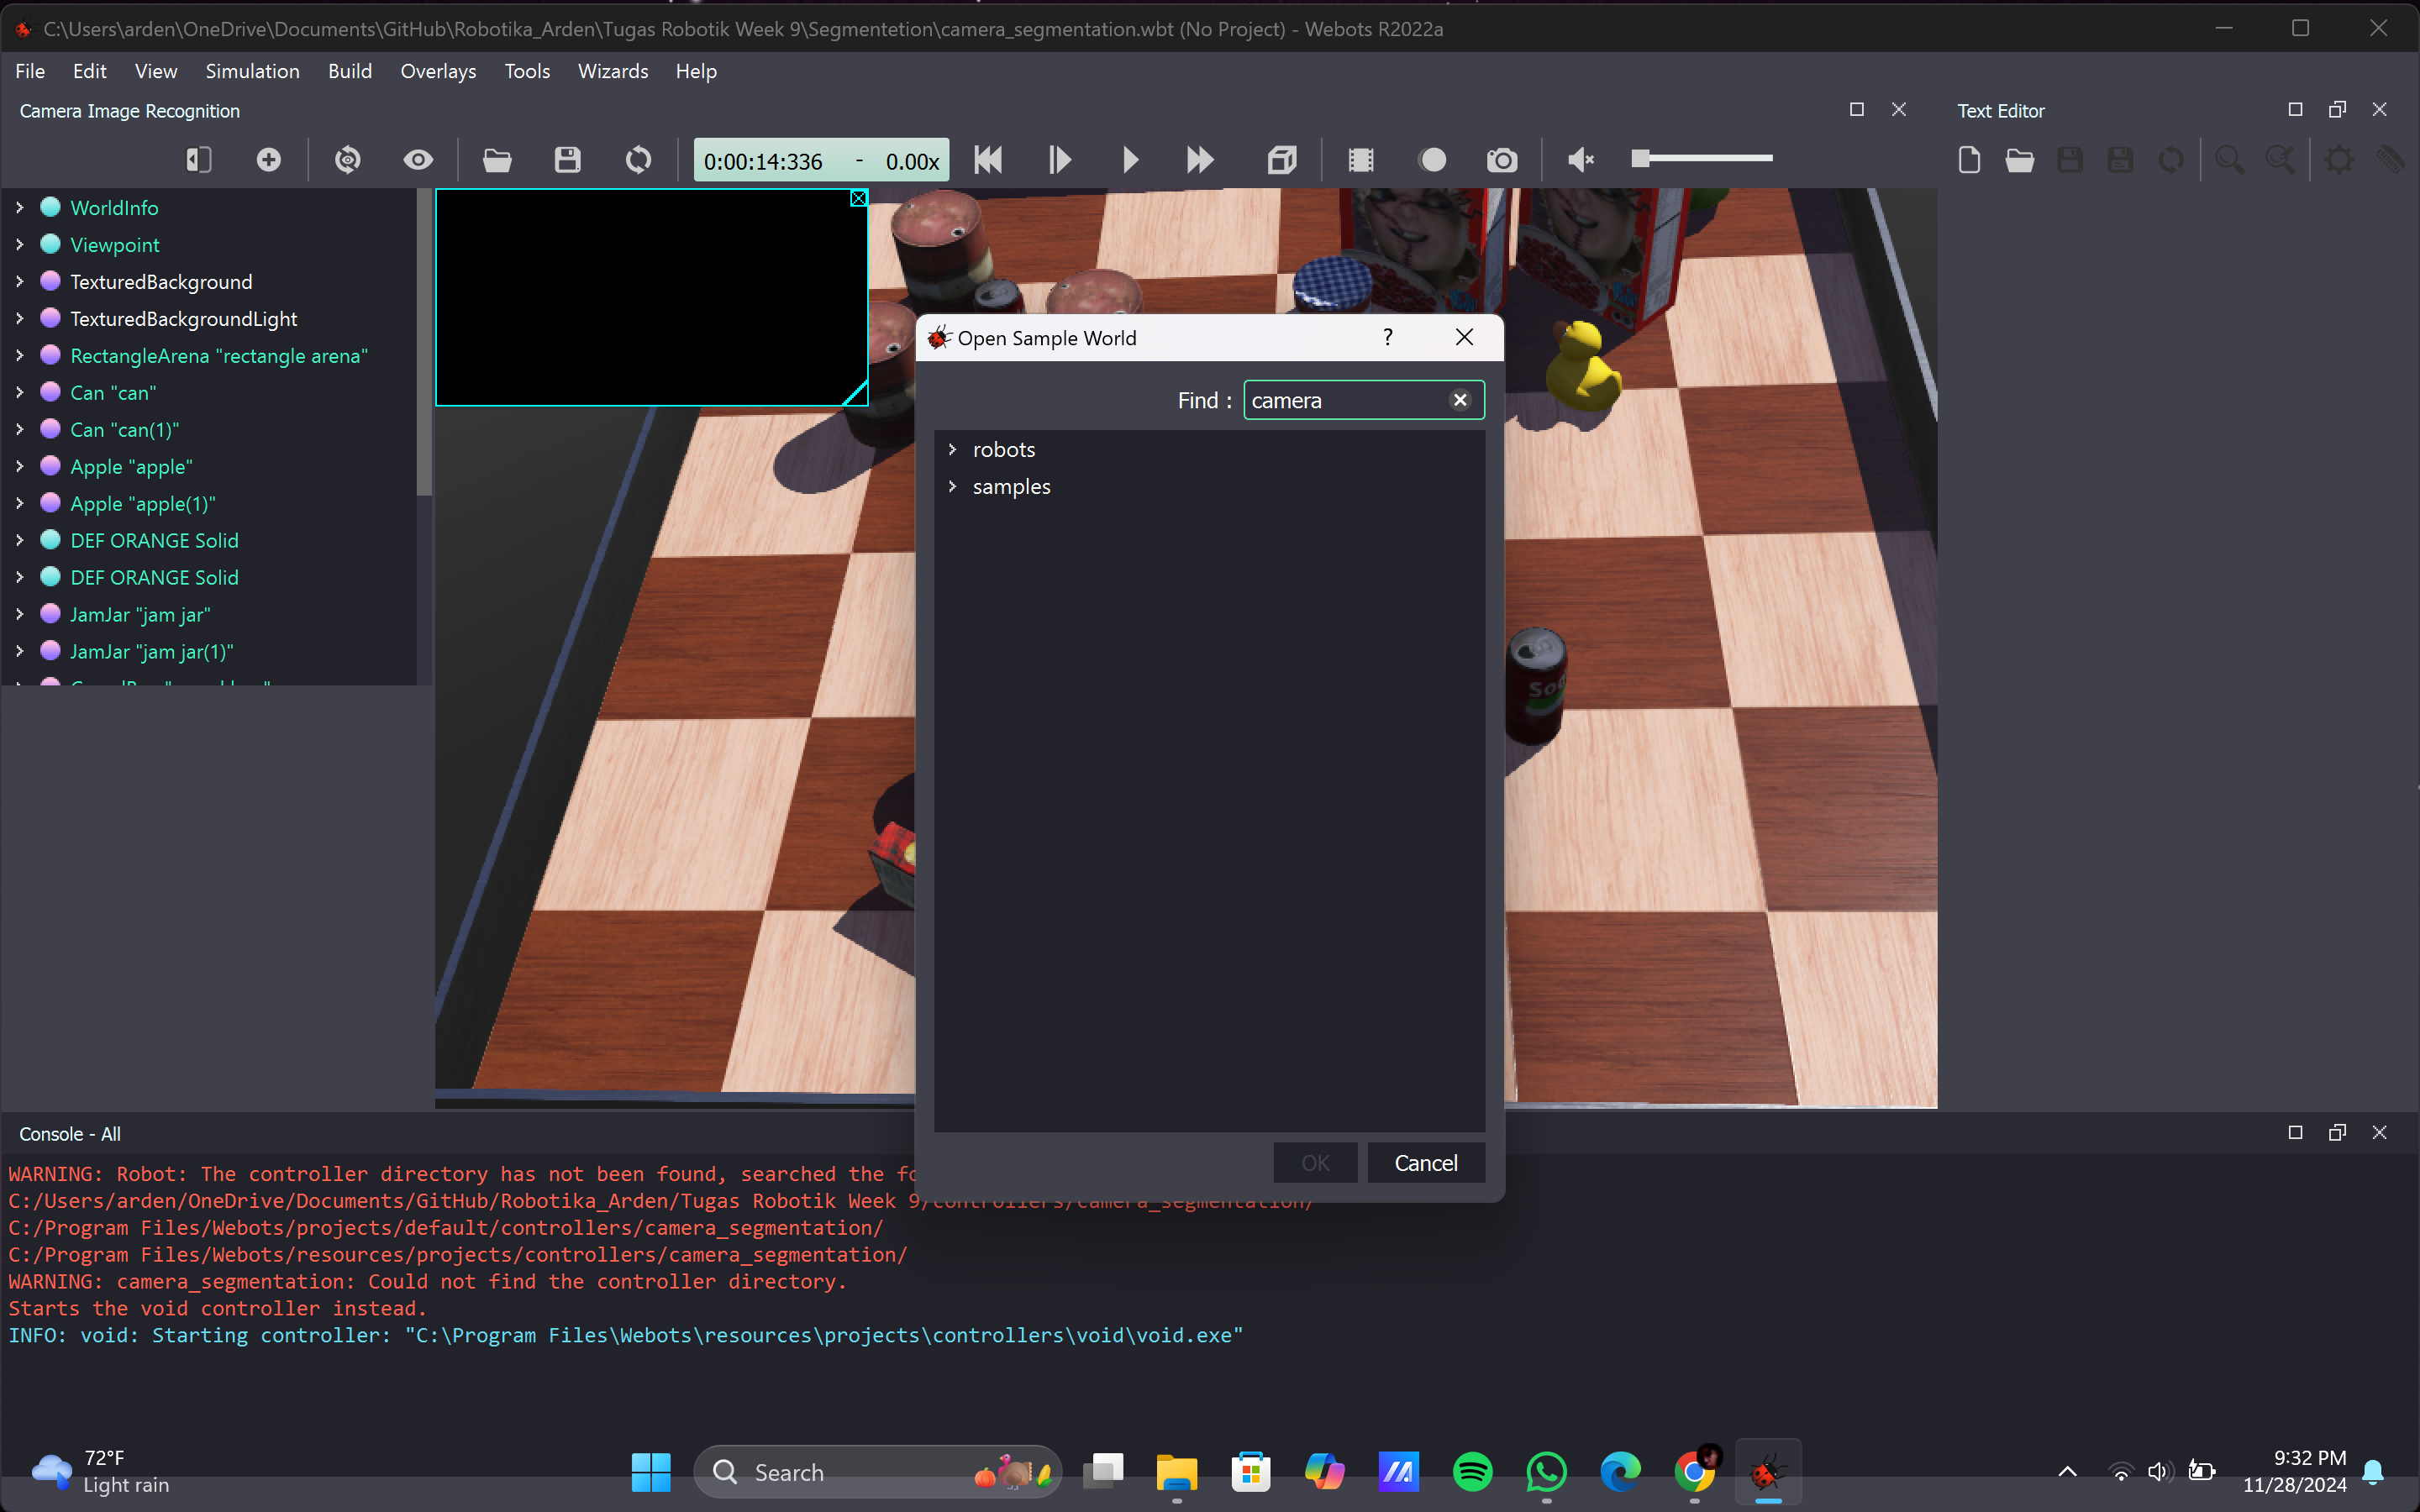 C:\Users\arden\OneDrive\Documents\GitHub\Robotika_Arden\Tugas Robotik Week 9\Segmentetion\camera_segmentation.wbt (No Project) - Webots R2022a
File Edit View Simulation Build Overlays Tools Wizards Help
Camera Image Recognition
Text Editor
0:00:14:336 - 0.00x
WorldInfo
Viewpoint
TexturedBackground
TexturedBackgroundLight
RectangleArena "rectangle arena"
Can "can"
Can "can(1)"
Apple "apple"
Apple "apple(1)"
DEF ORANGE Solid
DEF ORANGE Solid
JamJar "jam jar"
JamJar "jam jar(1)"
Open Sample World
?
Find : camera
robots
samples
OK Cancel
Console - All
WARNING: Robot: The controller directory has not been found, searched the fo
C:/Users/arden/OneDrive/Documents/GitHub/Robotika_Arden/Tugas Robotik Week 9/controllers/camera_segmentation/
C:/Program Files/Webots/projects/default/controllers/camera_segmentation/
C:/Program Files/Webots/resources/projects/controllers/camera_segmentation/
WARNING: camera_segmentation: Could not find the controller directory.
Starts the void controller instead.
INFO: void: Starting controller: "C:\Program Files\Webots\resources\projects\controllers\void\void.exe"
72°F
Light rain
Search
9:32 PM
11/28/2024